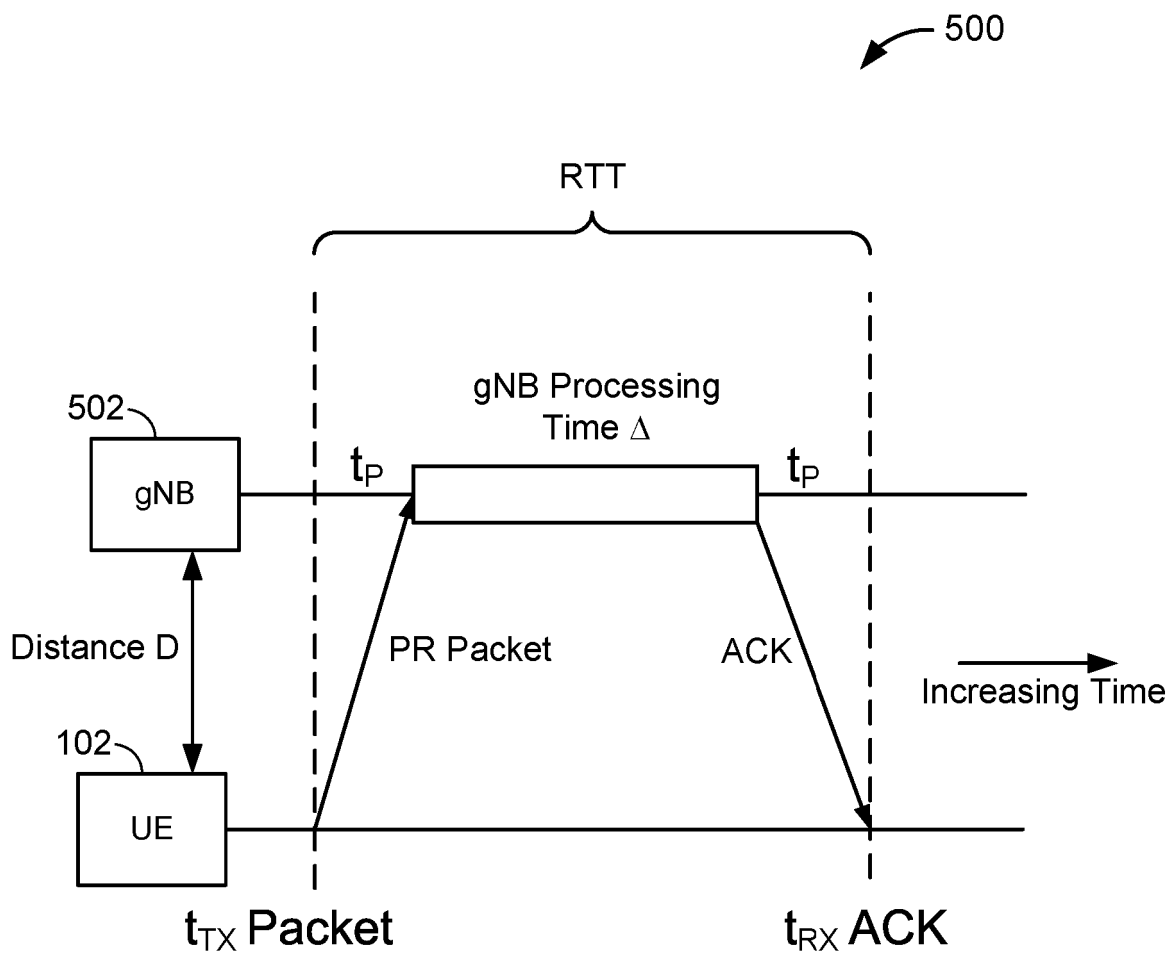 500
RTT
gNB Processing
Time Δ
502
gNB
t_P
t_P
Distance D
PR Packet
ACK
Increasing Time
102
UE
t_TX Packet
t_RX ACK